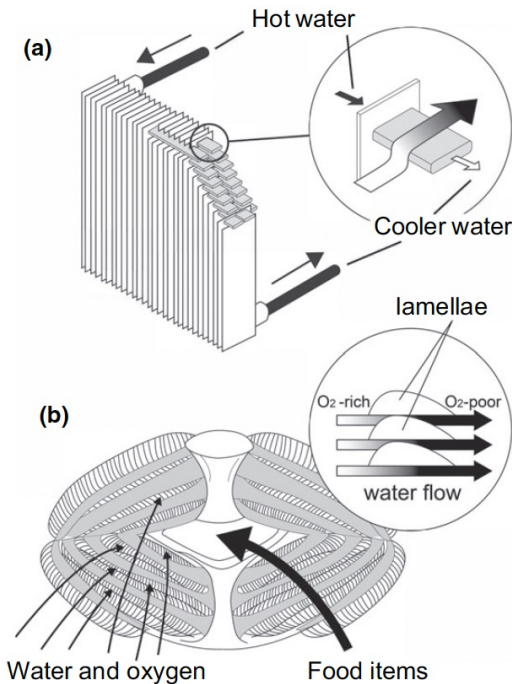 Hot water
(a)
Cooler water
lamellae
O₂-rich
O₂-poor
(b)
water flow
Water and oxygen
Food items